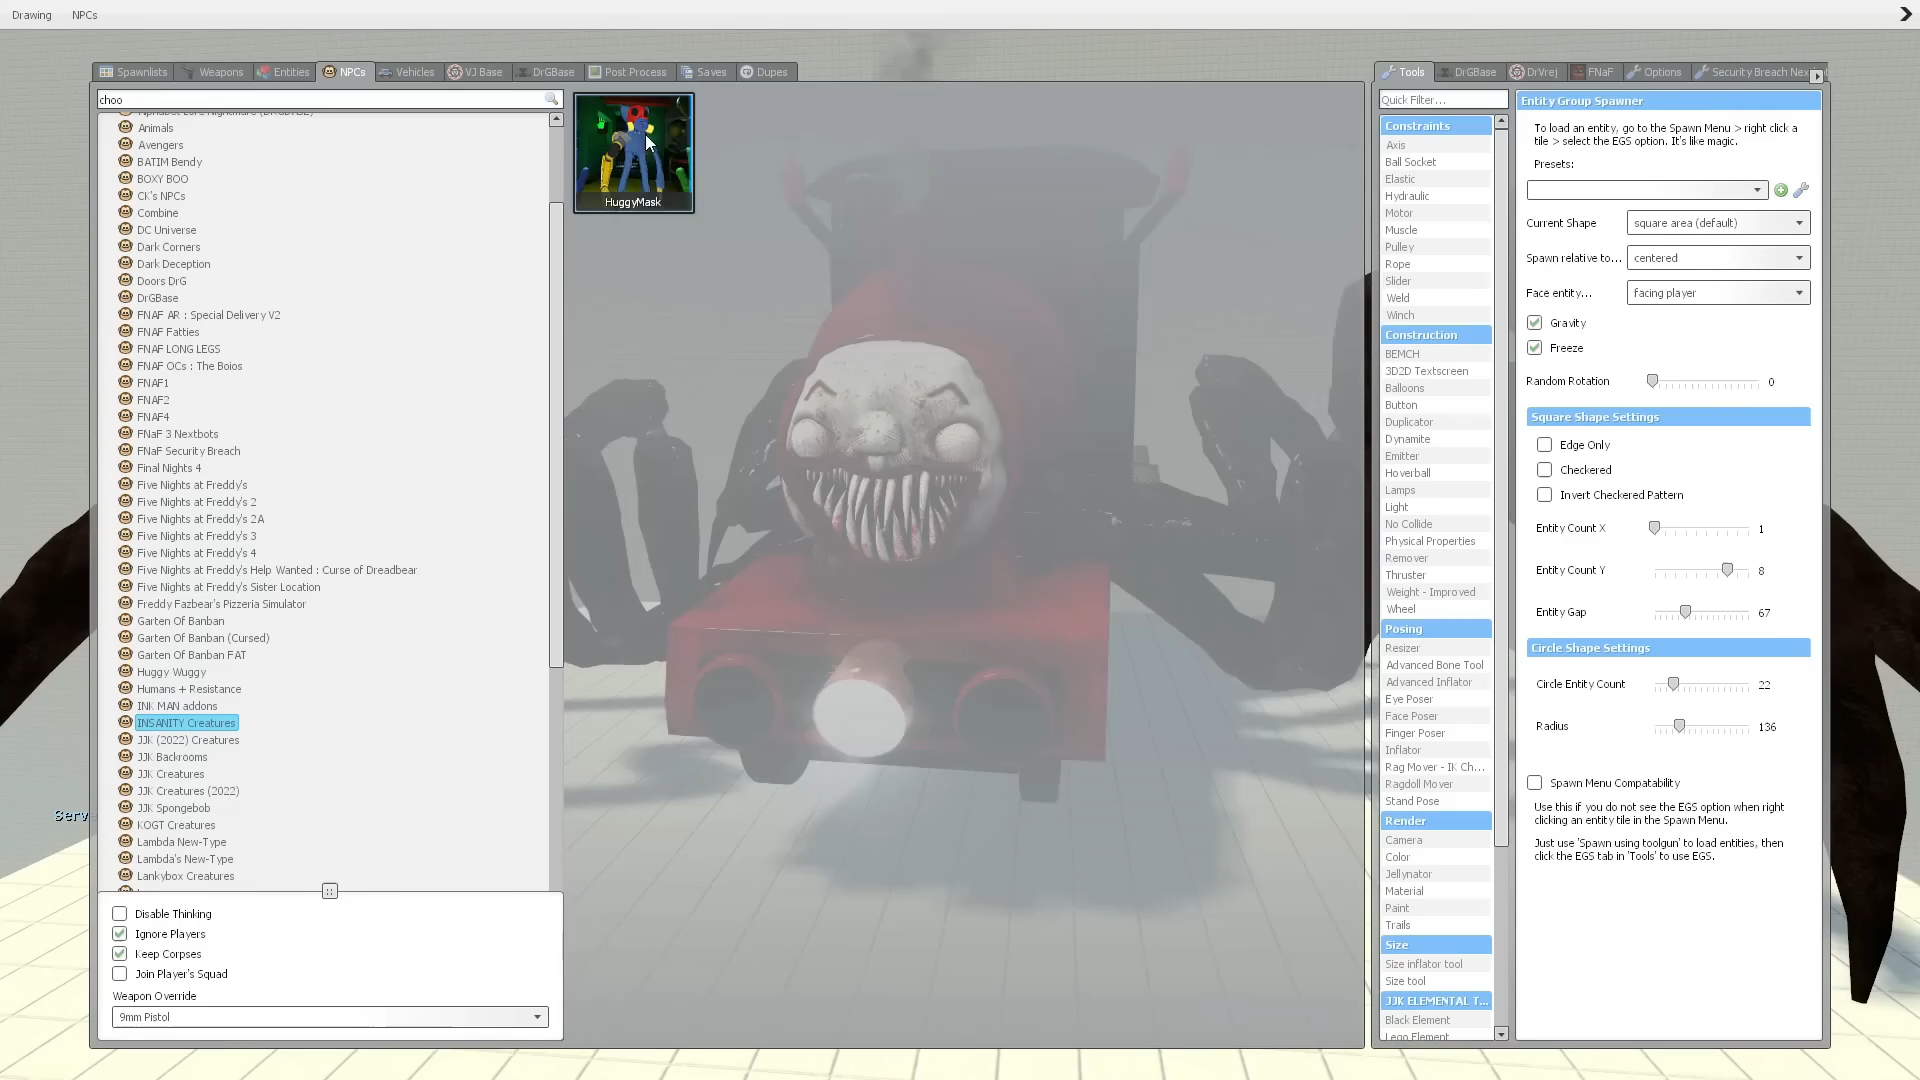 Drawing
NPCs
Spawnlists
Weapons
Entities
NPCs
Vehicles
VJ Base
DrGBase
Post Process
Saves
Dupes
choo
Animals
Avengers
BATIM Bendy
BOXY BOO
CK's NPCs
Combine
DC Universe
Dark Corners
Dark Deception
Doors DrG
DrGBase
FNAF AR : Special Delivery V2
FNAF Fatties
FNAF LONG LEGS
FNAF OCs : The Boios
FNAF1
FNAF2
FNAF4
FNaF 3 Nextbots
FNaF Security Breach
Final Nights 4
Five Nights at Freddy's
Five Nights at Freddy's 2
Five Nights at Freddy's 2A
Five Nights at Freddy's 3
Five Nights at Freddy's 4
Five Nights at Freddy's Help Wanted : Curse of Dreadbear
Five Nights at Freddy's Sister Location
Freddy Fazbear's Pizzeria Simulator
Garten Of Banban
Garten Of Banban (Cursed)
Garten Of Banban FAT
Huggy Wuggy
Humans + Resistance
INK MAN addons
INSANITY Creatures
JJK (2022) Creatures
JJK Backrooms
JJK Creatures
JJK Creatures (2022)
JJK Spongebob
KOGT Creatures
Lambda New-Type
Lambda's New-Type
Lankybox Creatures
Disable Thinking
Ignore Players
Keep Corpses
Join Player's Squad
Weapon Override
9mm Pistol
Serv
HuggyMask
Tools
DrGBase
DrVrej
FNaF
Options
Security Breach
Quick Filter...
Constraints
Axis
Ball Socket
Elastic
Hydraulic
Motor
Muscle
Pulley
Rope
Slider
Weld
Winch
Construction
BEMCH
3D2D Textscreen
Balloons
Button
Duplicator
Dynamite
Emitter
Hoverball
Lamps
Light
No Collide
Physical Properties
Remover
Thruster
Weight - Improved
Wheel
Posing
Resizer
Advanced Bone Tool
Advanced Inflator
Eye Poser
Face Poser
Finger Poser
Inflator
Rag Mover - IK Ch...
Ragdoll Mover
Stand Pose
Render
Camera
Color
Jellynator
Material
Paint
Trails
Size
Size inflator tool
Size tool
JJK ELEMENTAL T...
Black Element
Lego Element
Entity Group Spawner
To load an entity, go to the Spawn Menu > right click a
tile > select the EGS option. It's like magic.
Presets:
Current Shape
square area (default)
Spawn relative to...
centered
Face entity...
facing player
Gravity
Freeze
Random Rotation
0
Square Shape Settings
Edge Only
Checkered
Invert Checkered Pattern
Entity Count X
1
Entity Count Y
8
Entity Gap
67
Circle Shape Settings
Circle Entity Count
22
Radius
136
Spawn Menu Compatability
Use this if you do not see the EGS option when right
clicking an entity tile in the Spawn Menu.
Just use 'Spawn using toolgun' to load entities, then
click the EGS tab in 'Tools' to use EGS.